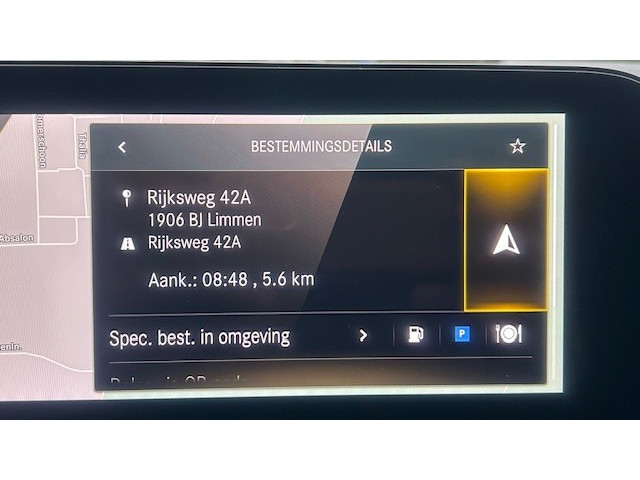 BESTEMMINGSDETAILS
Thalia
Absalon
Rijksweg 42A
1906 BJ Limmen
Rijksweg 42A
Aank.: 08:48 , 5.6 km
Spec. best. in omgeving
P